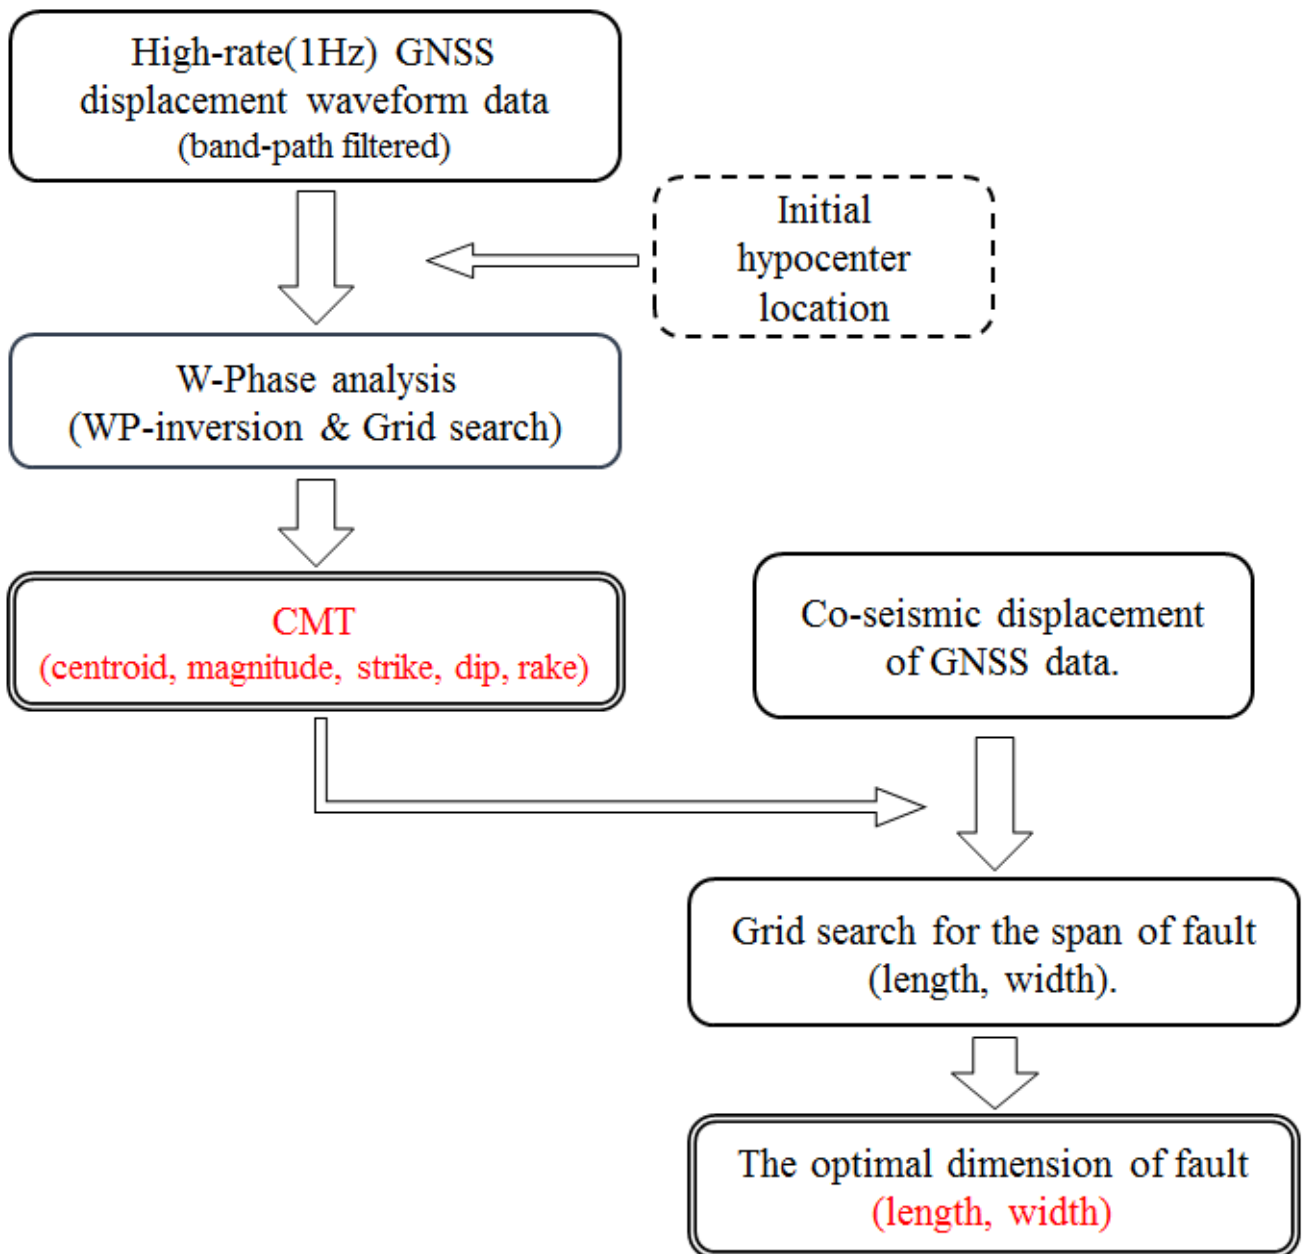 High-rate(1Hz) GNSS
displacement waveform data
(band-path filtered)
Initial
hypocenter
location
W-Phase analysis
(WP-inversion & Grid search)
CMT
(centroid, magnitude, strike, dip, rake)
Co-seismic displacement
of GNSS data.
Grid search for the span of fault
(length, width).
The optimal dimension of fault
(length, width)